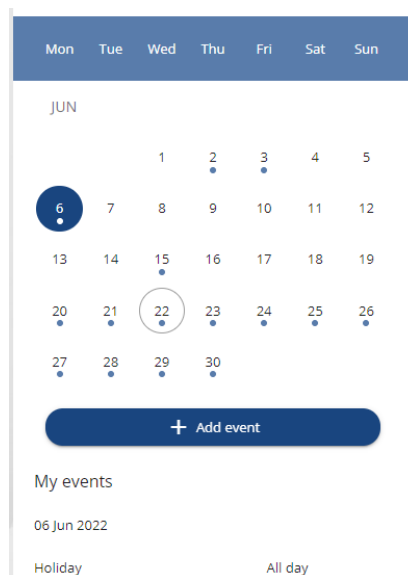 Mon Tue Wed Thu Fri Sat Sun
JUN
1 2 3 4 5
6 7 8 9 10 11 12
13 14 15 16 17 18 19
20 21 22 23 24 25 26
27 28 29 30
+ Add event
My events
06 Jun 2022
Holiday All day